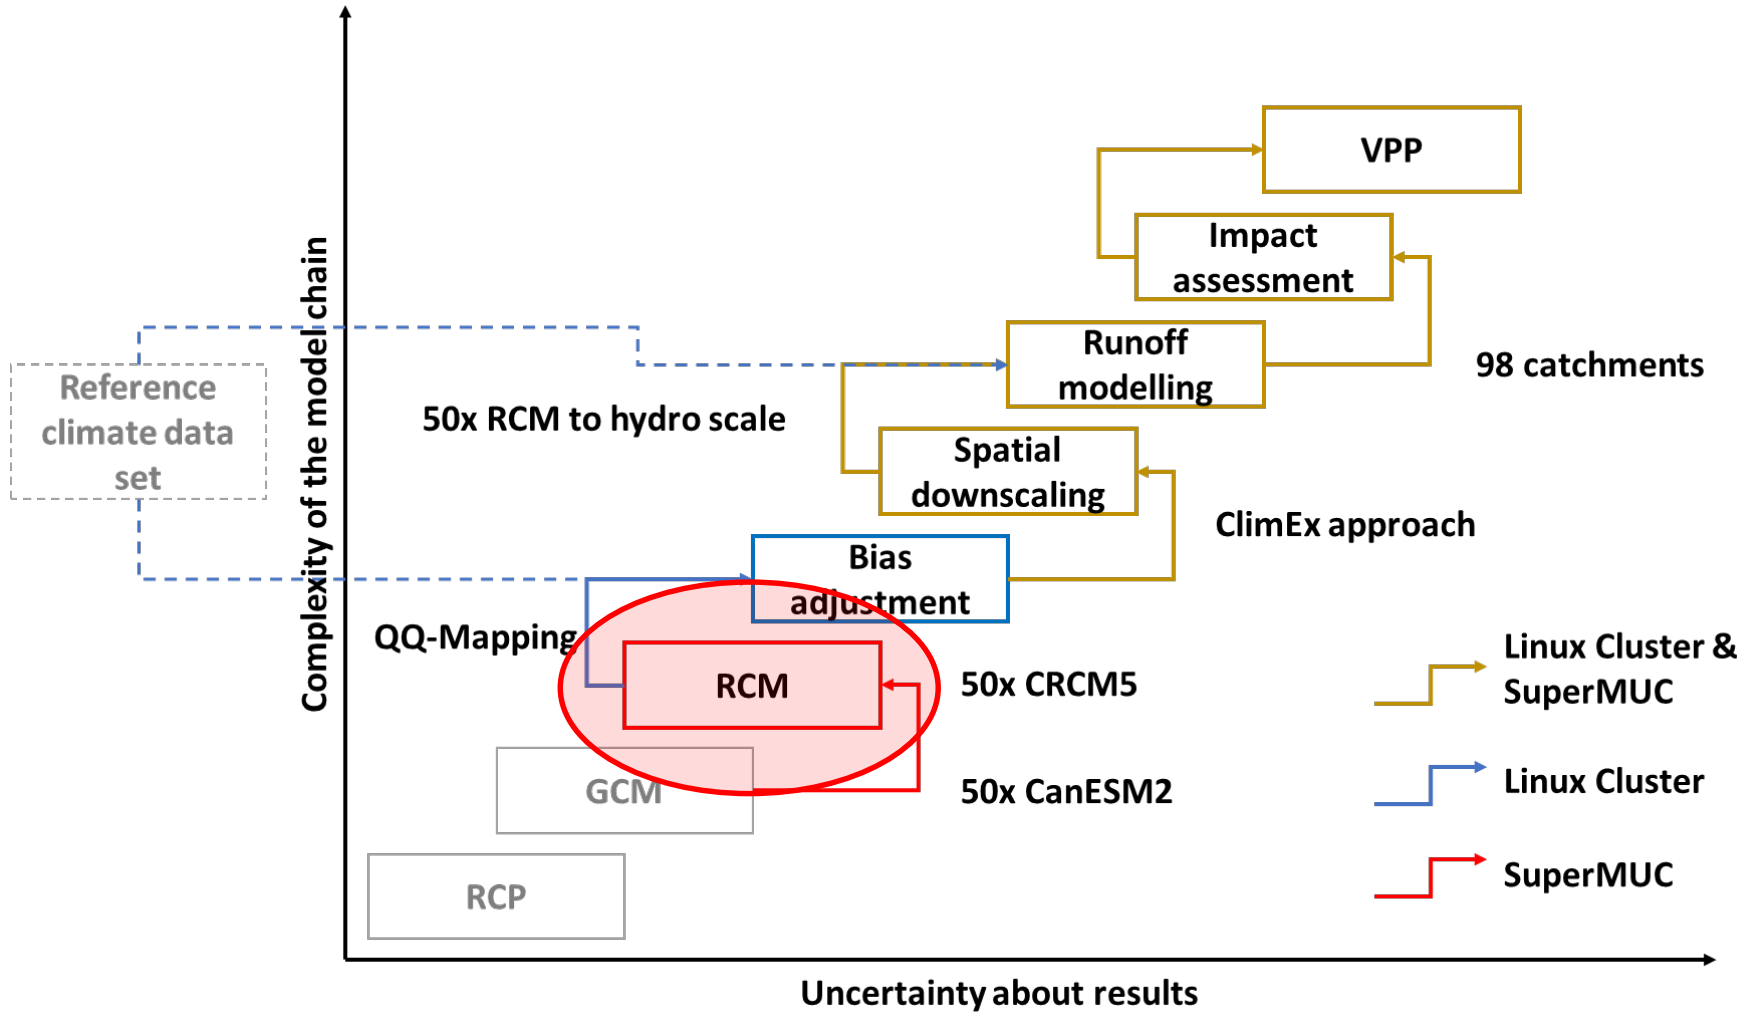 VPP
Impact
assessment
Complexity of the model chain
Runoff
modelling
98 catchments
Reference
climate data
set
50x RCM to hydro scale
Spatial
downscaling
ClimEx approach
Bias
adjustment
QQ-Mapping
RCM
50x CRCM5
Linux Cluster &
SuperMUC
GCM
50x CanESM2
Linux Cluster
RCP
SuperMUC
Uncertainty about results